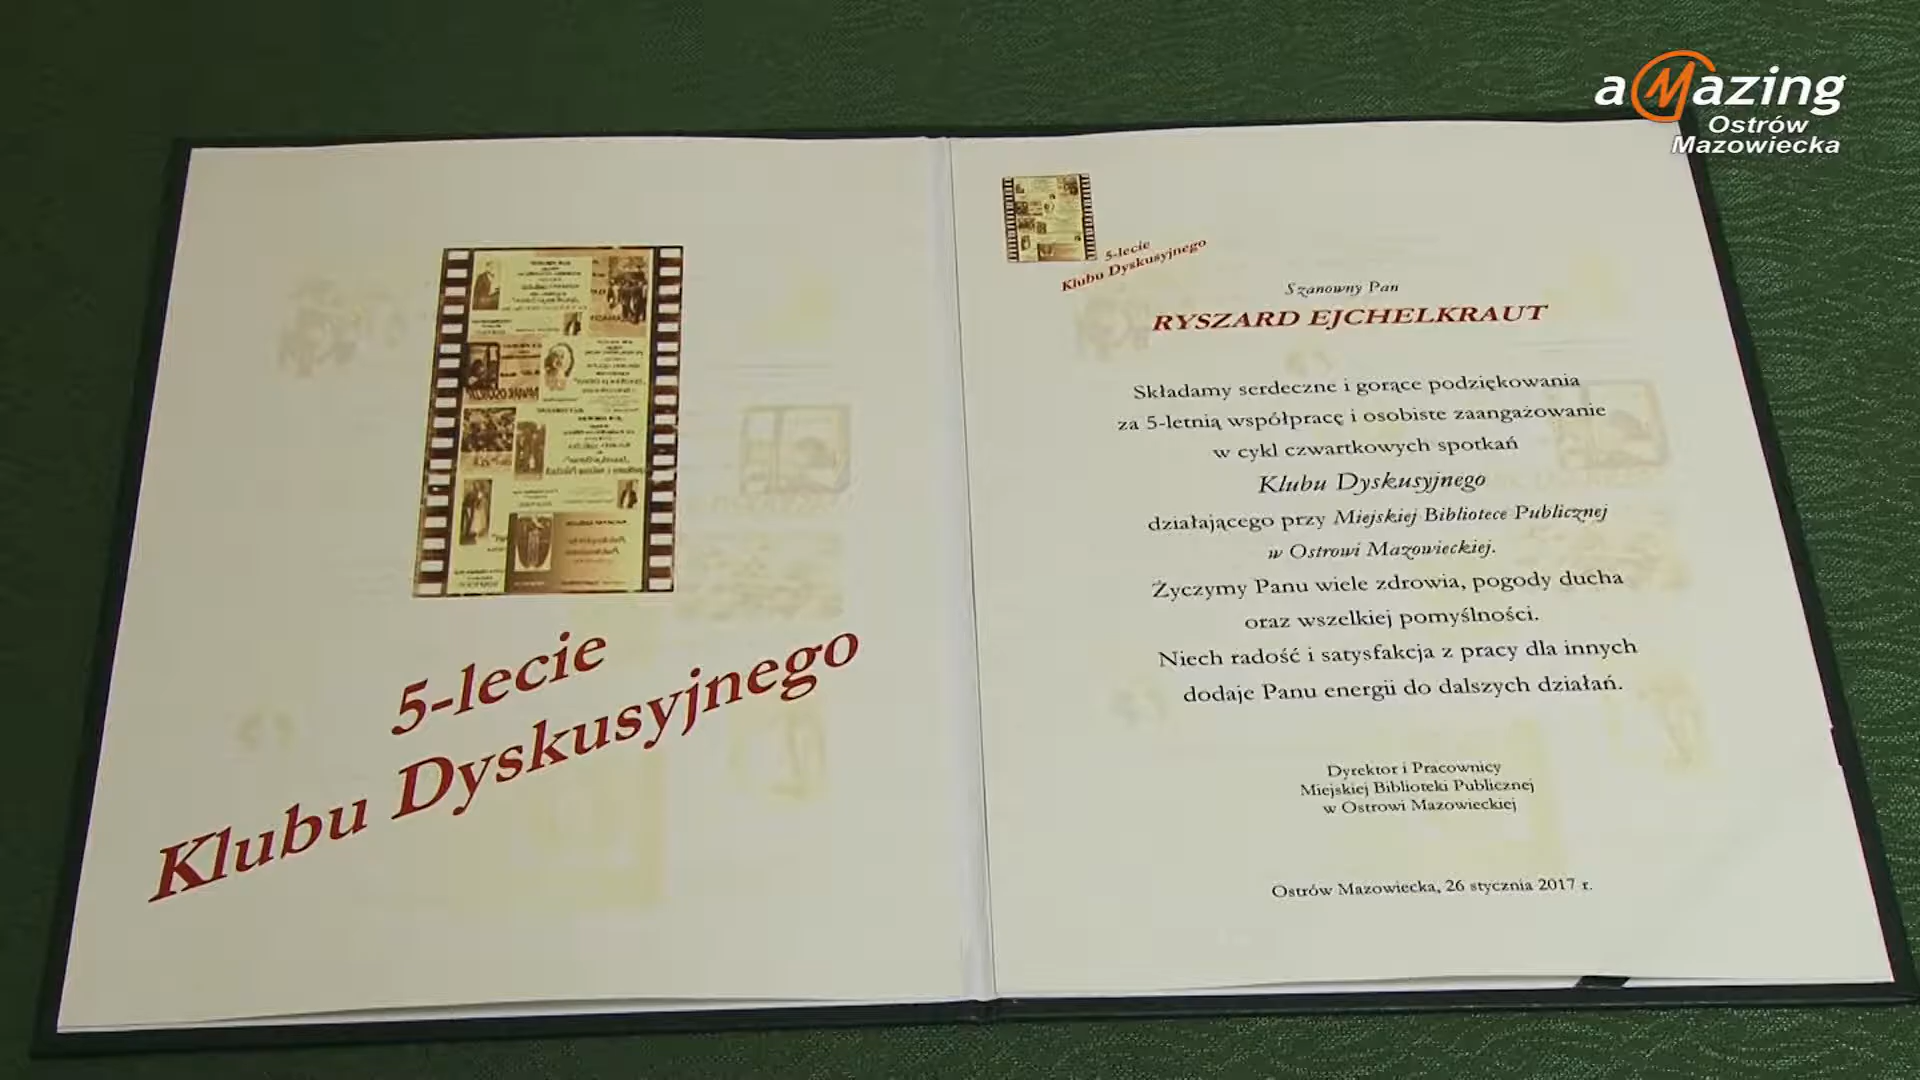 aMazing
Ostrów
Mazowiecka
5-lecie
Klubu Dyskusyjnego
5-lecie
Klubu Dyskusyjnego
Szanowny Pan
RYSZARD EJCHELKRAUT
Składamy serdeczne i gorące podziękowania
za 5-letnią współpracę i osobiste zaangażowanie
w cykl czwartkowych spotkań
Klubu Dyskusyjnego
działającego przy Miejskiej Bibliotece Publicznej
w Ostrowi Mazowieckiej.
Życzymy Panu wiele zdrowia, pogody ducha
oraz wszelkiej pomyślności.
Niech radość i satysfakcja z pracy dla innych
dodaje Panu energii do dalszych działań.
Dyrektor i Pracownicy
Miejskiej Biblioteki Publicznej
w Ostrowi Mazowieckiej
Ostrów Mazowiecka, 26 stycznia 2017 r.